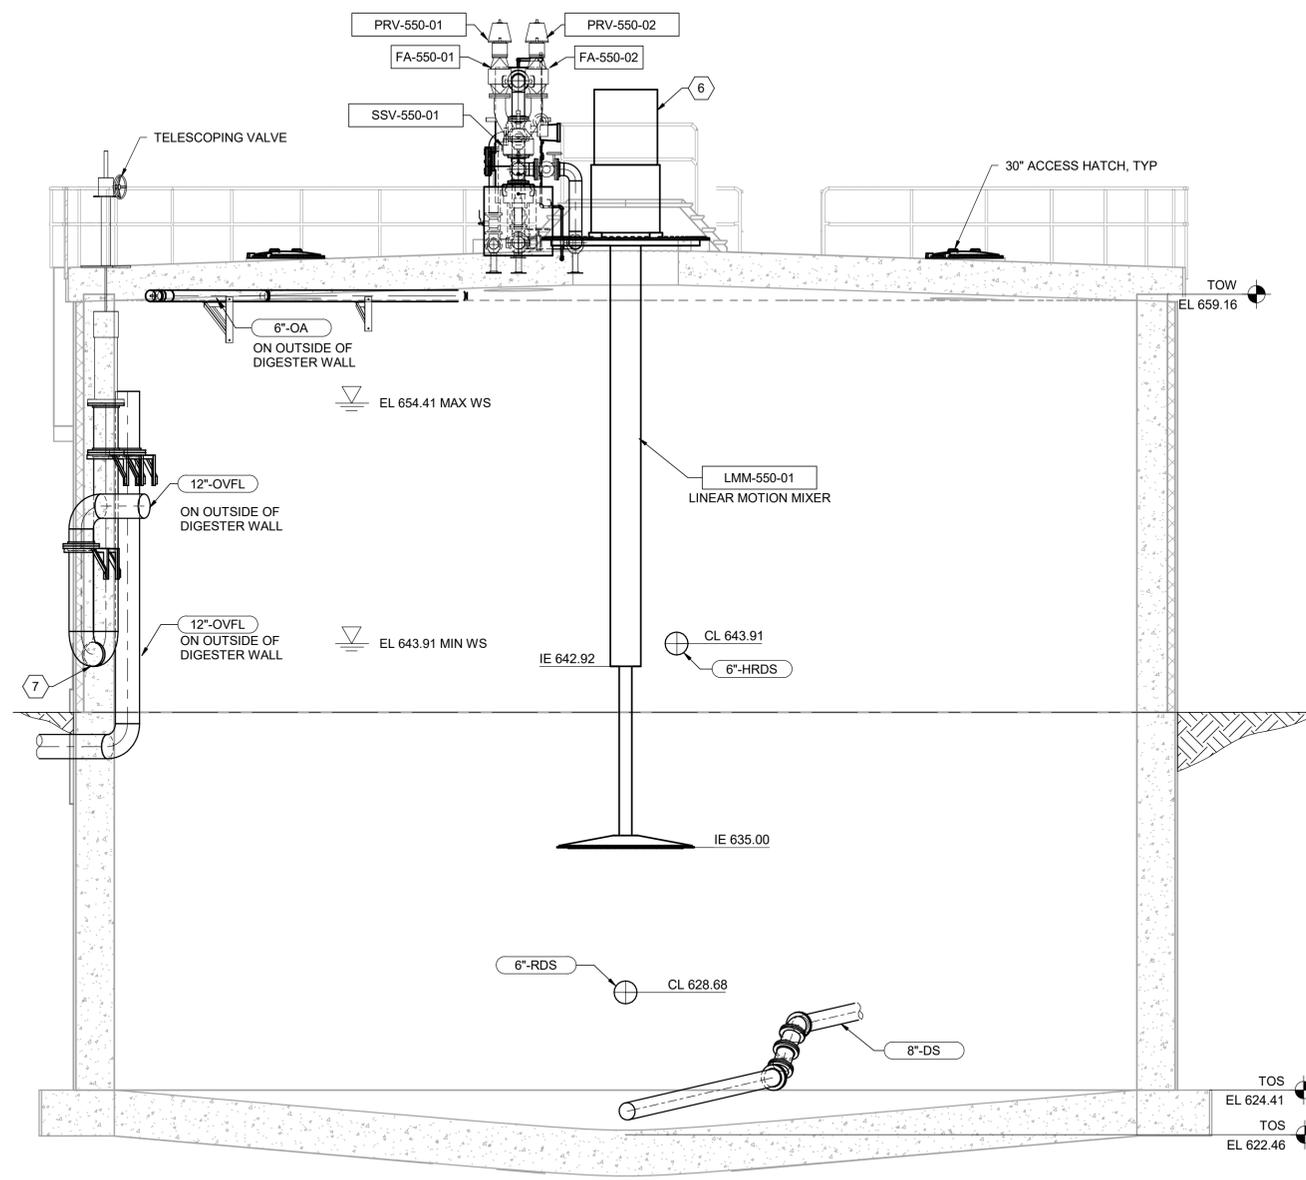 PRV-550-01
PRV-550-02
FA-550-01
FA-550-02
6
SSV-550-01
TELESCOPING VALVE
30" ACCESS HATCH, TYP
TOW
EL 659.16
6"-OA
ON OUTSIDE OF
DIGESTER WALL
EL 654.41 MAX WS
LMM-550-01
LINEAR MOTION MIXER
12"-OVFL
ON OUTSIDE OF
DIGESTER WALL
12"-OVFL
ON OUTSIDE OF
DIGESTER WALL
EL 643.91 MIN WS
CL 643.91
IE 642.92
6"-HRDS
7
IE 635.00
6"-RDS
CL 628.68
8"-DS
TOS
EL 624.41
TOS
EL 622.46